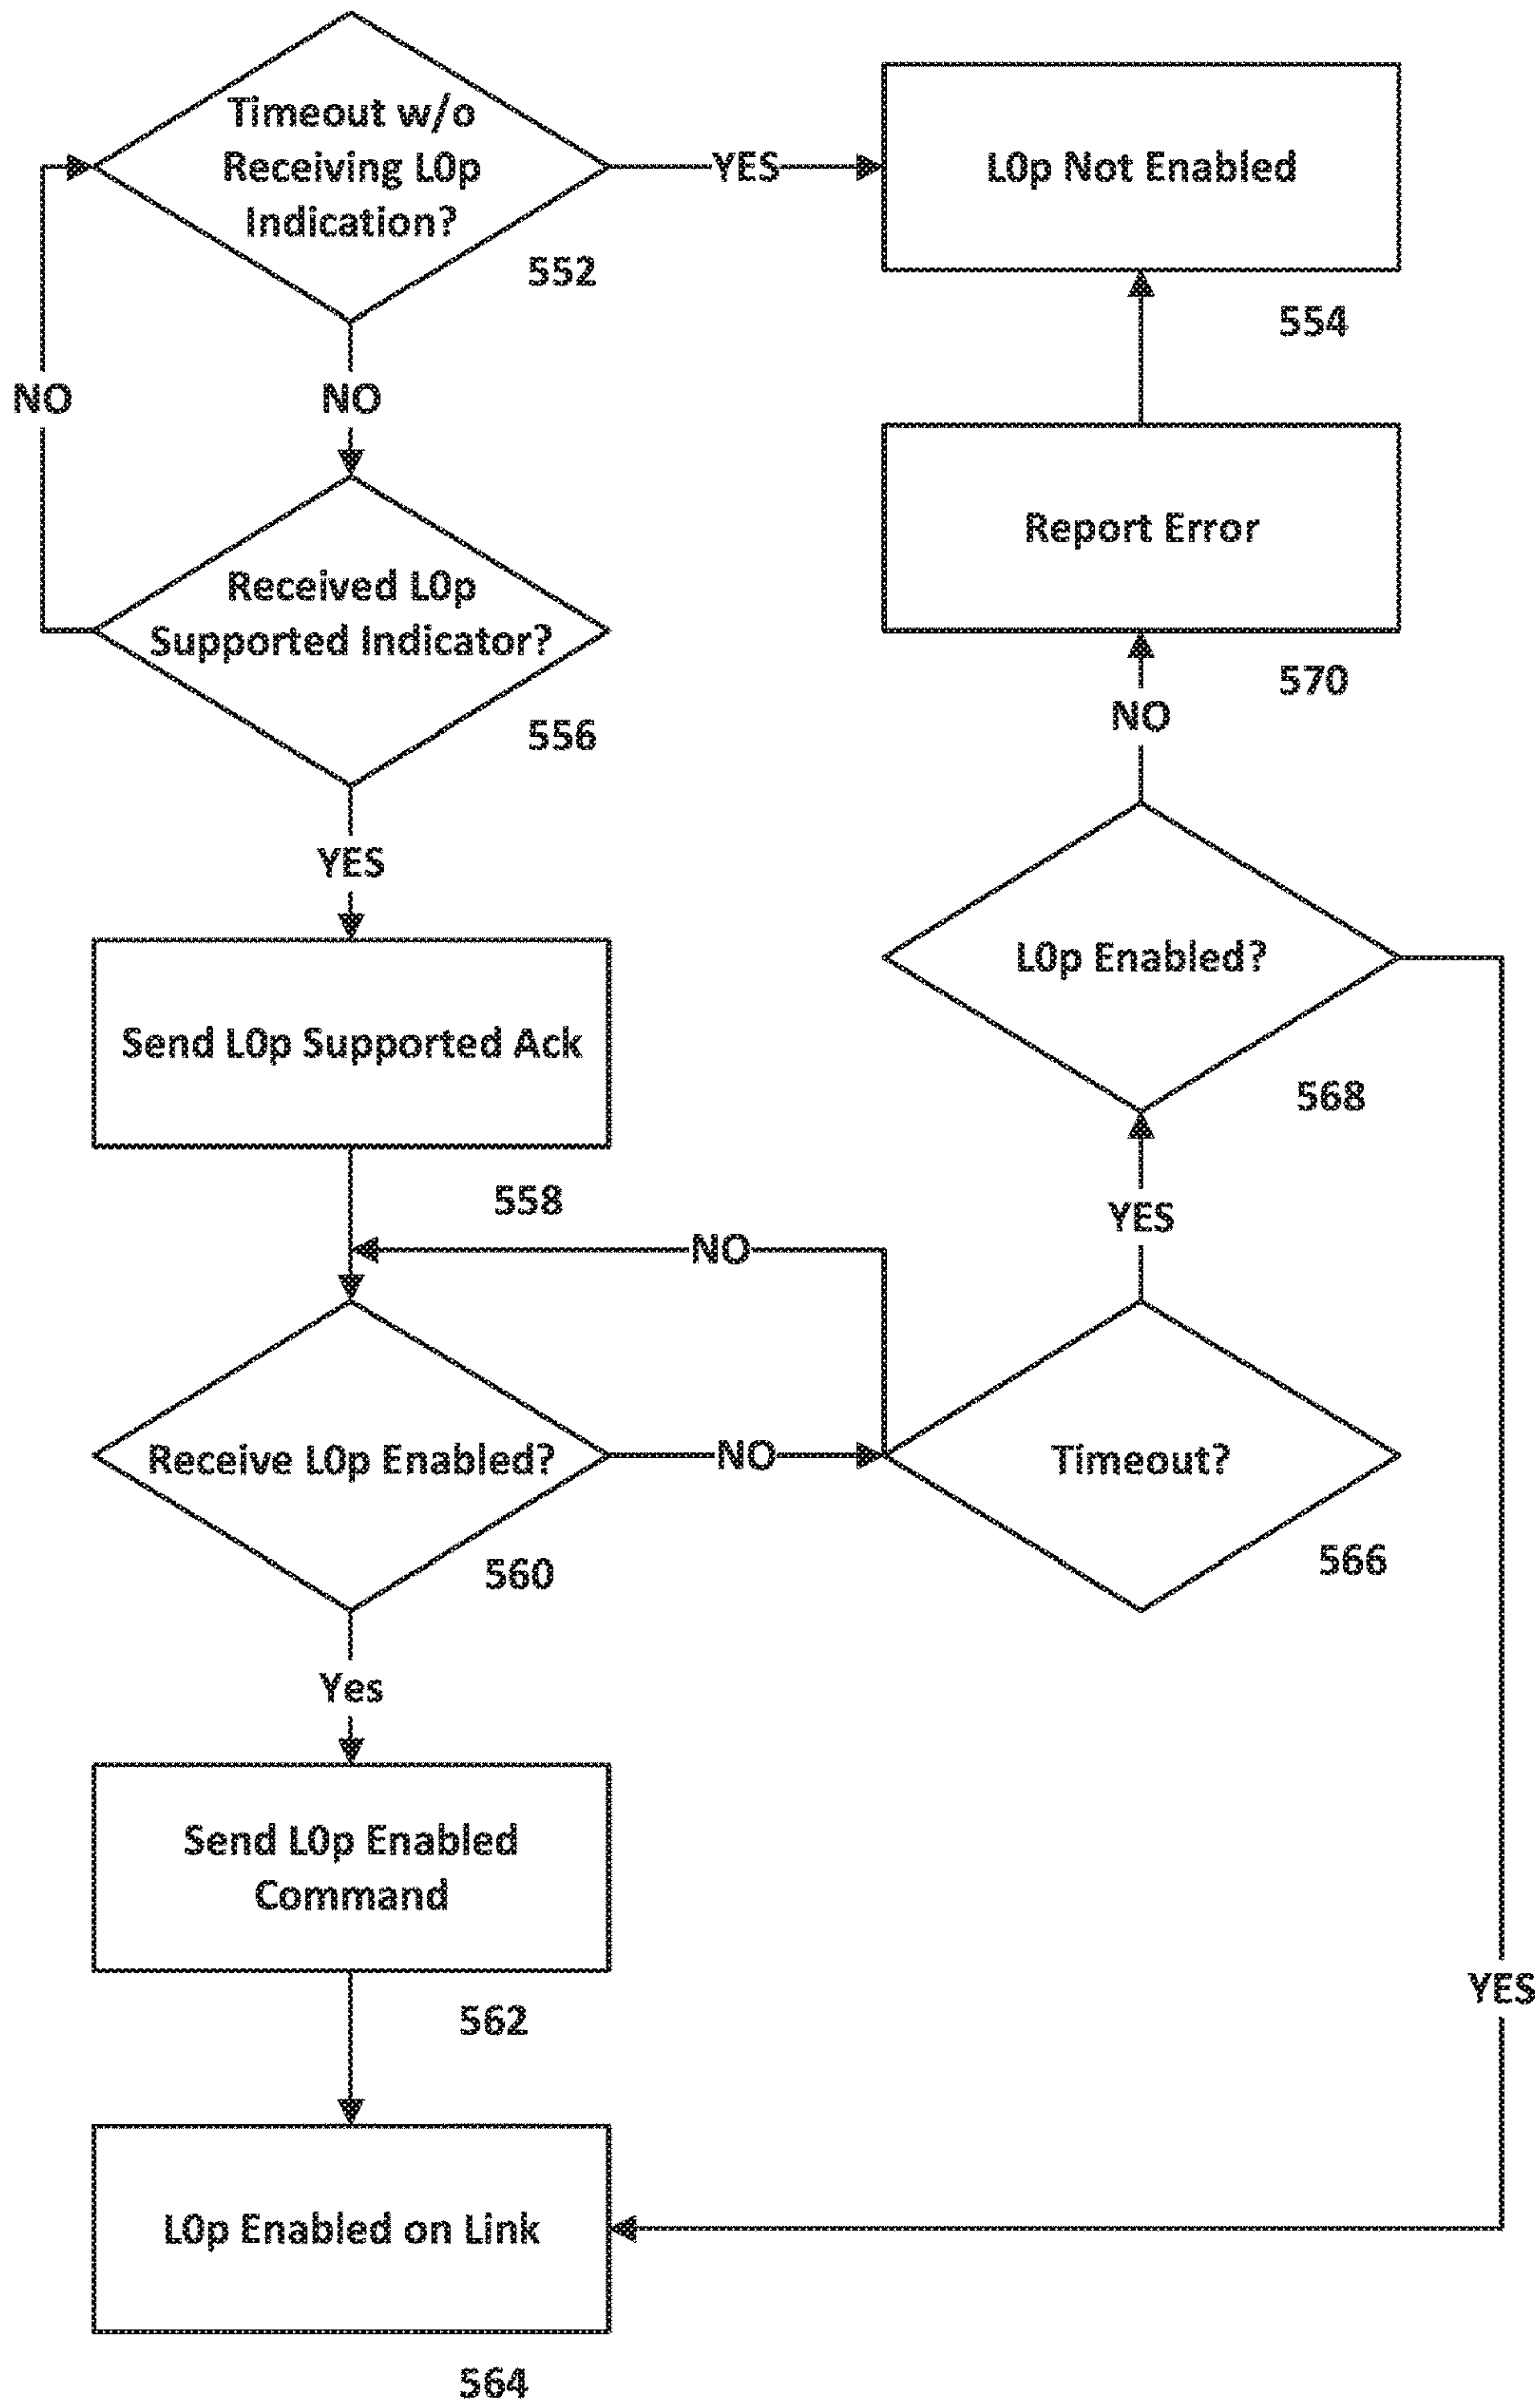 Timeout w/o
Receiving L0p
Indication?
552
YES
L0p Not Enabled
554
NO
NO
Report Error
570
Received L0p
Supported Indicator?
556
NO
YES
L0p Enabled?
568
Send L0p Supported Ack
558
YES
NO
Receive L0p Enabled?
560
NO
Timeout?
566
Yes
Send L0p Enabled
Command
562
YES
L0p Enabled on Link
564